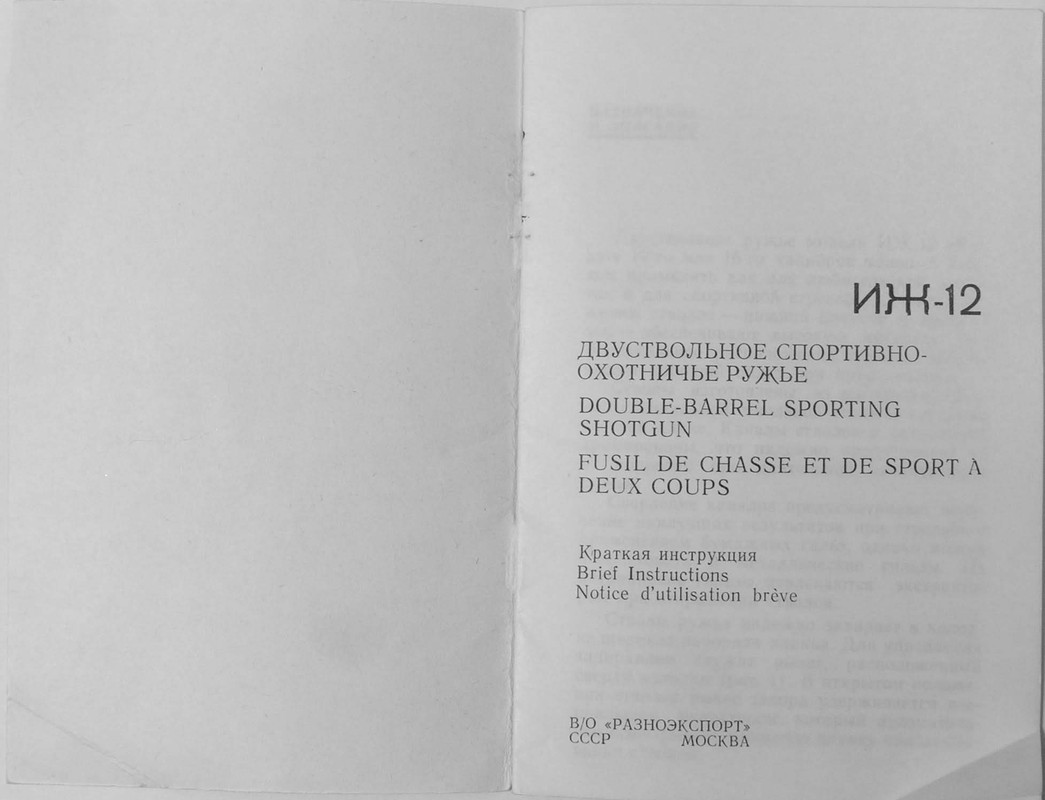 ИЖ-12
ДВУСТВОЛЬНОЕ СПОРТИВНО-
ОХОТНИЧЬЕ РУЖЬЕ
DOUBLE-BARREL SPORTING
SHOTGUN
FUSIL DE CHASSE ET DE SPORT À
DEUX COUPS
Краткая инструкция
Brief Instructions
Notice d'utilisation brève
В/О «РАЗНОЭКСПОРТ»
СССР МОСКВА